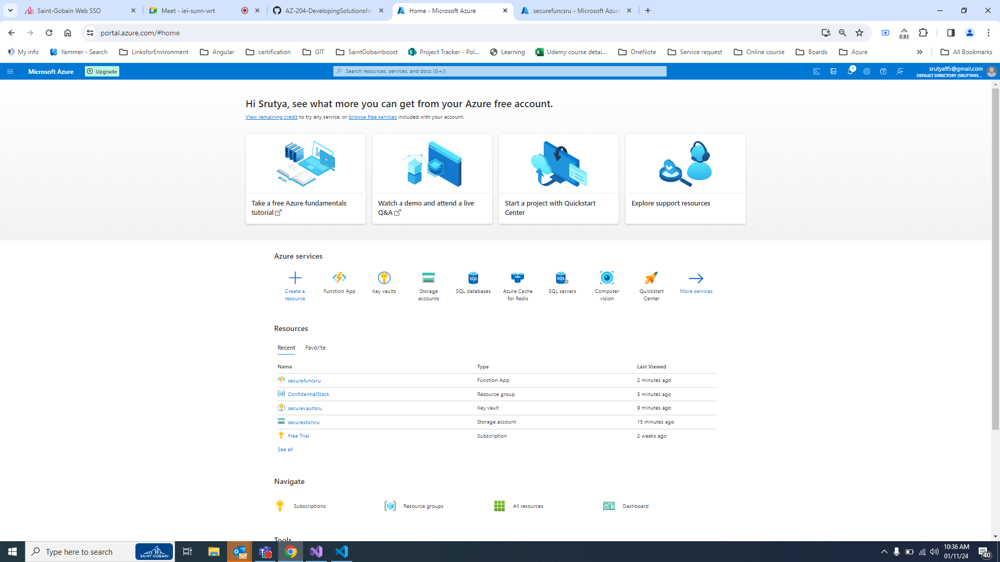 Saint-Gobain Web SSO
Meet - iei-sunn-wrt
AZ-204-DevelopingSolutionsfo
Home - Microsoft Azure
securefuncsru - Microsoft Azure
portal.azure.com/#home
0.83
My info
Yammer - Search
LinksforEnvironment
Angular
certification
GIT
SaintGobainboost
Project Tracker - Pol...
Learning
Udemy course detai...
OneNote
Service request
Online course
Boards
Azure
All Bookmarks
Microsoft Azure
Upgrade
Search resources, services, and docs (G+/)
4
srutya95@gmail.com
DEFAULT DIRECTORY (SRUTYA95...
Hi Srutya, see what more you can get from your Azure free account.
View remaining credit to try any service, or browse free services included with your account.
Take a free Azure fundamentals
tutorial
Watch a demo and attend a live
Q&A
Start a project with Quickstart
Center
Explore support resources
Azure services
Create a
resource
Function App
Key vaults
Storage
accounts
SQL databases
Azure Cache
for Redis
SQL servers
Computer
vision
Quickstart
Center
More services
Resources
Recent
Favorite
Name Type Last Viewed
securefuncsru Function App 2 minutes ago
ConfidentialStack Resource group 5 minutes ago
securevaultsru Key vault 9 minutes ago
securestorsru Storage account 15 minutes ago
Free Trial Subscription 2 weeks ago
See all
Navigate
Subscriptions
Resource groups
All resources
Dashboard
Tools
Type here to search
SAINT-GOBAIN
10:36 AM
01/11/24
40